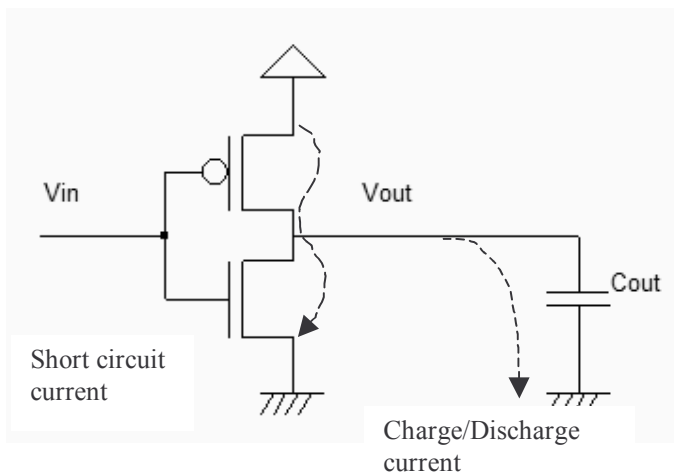 Vin
Vout
Cout
Short circuit
current
Charge/Discharge
current